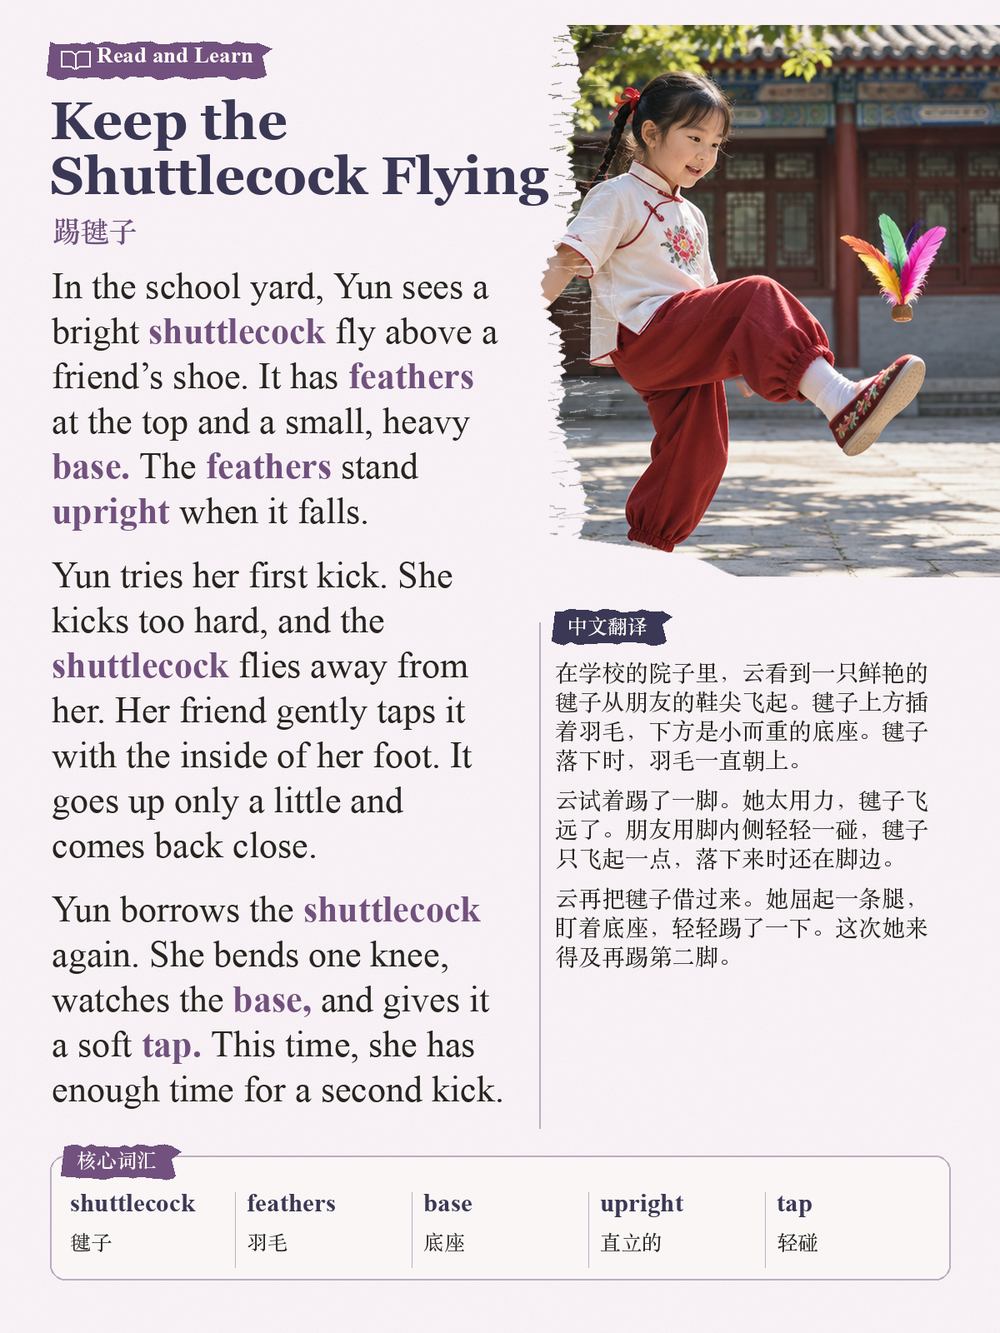 Read and Learn
Keep the
Shuttlecock Flying
踢毽子
In the school yard, Yun sees a
bright shuttlecock fly above a
friend’s shoe. It has feathers
at the top and a small, heavy
base. The feathers stand
upright when it falls.
Yun tries her first kick. She
kicks too hard, and the
shuttlecock flies away from
her. Her friend gently taps it
with the inside of her foot. It
goes up only a little and
comes back close.
Yun borrows the shuttlecock
again. She bends one knee,
watches the base, and gives it
a soft tap. This time, she has
enough time for a second kick.
中文翻译
在学校的院子里，云看到一只鲜艳的
毽子从朋友的鞋尖飞起。毽子上方插
着羽毛，下方是小而重的底座。毽子
落下时，羽毛一直朝上。
云试着踢了一脚。她太用力，毽子飞
远了。朋友用脚内侧轻轻一碰，毽子
只飞起一点，落下来时还在脚边。
云再把毽子借过来。她屈起一条腿，
盯着底座，轻轻踢了一下。这次她来
得及再踢第二脚。
核心词汇
shuttlecock
毽子
feathers
羽毛
base
底座
upright
直立的
tap
轻碰